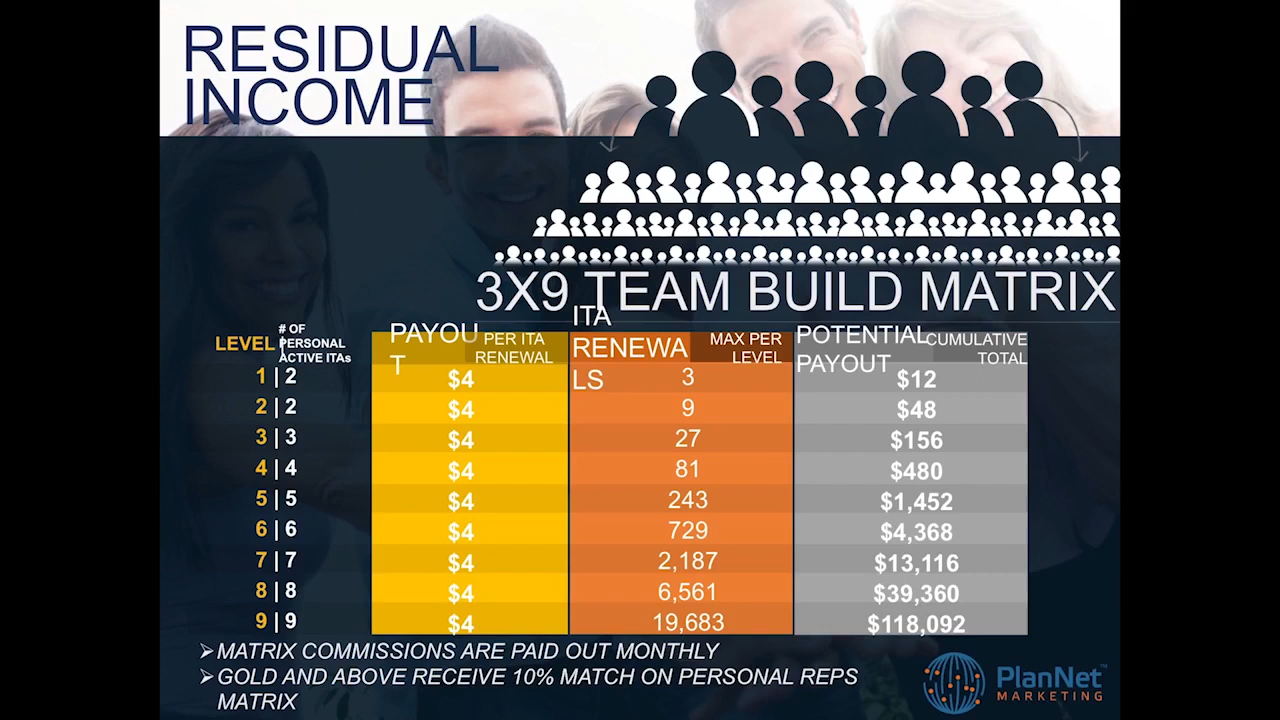 RESIDUAL
INCOME
3X9 TEAM BUILD MATRIX
LEVEL | # OF PERSONAL ACTIVE ITAs PAYOUT PER ITA RENEWAL ITA RENEWALS MAX PER LEVEL POTENTIAL PAYOUT CUMULATIVE TOTAL
1 | 2 $4 3 $12
2 | 2 $4 9 $48
3 | 3 $4 27 $156
4 | 4 $4 81 $480
5 | 5 $4 243 $1,452
6 | 6 $4 729 $4,368
7 | 7 $4 2,187 $13,116
8 | 8 $4 6,561 $39,360
9 | 9 $4 19,683 $118,092
➢MATRIX COMMISSIONS ARE PAID OUT MONTHLY
➢GOLD AND ABOVE RECEIVE 10% MATCH ON PERSONAL REPS
MATRIX
PlanNet™
MARKETING